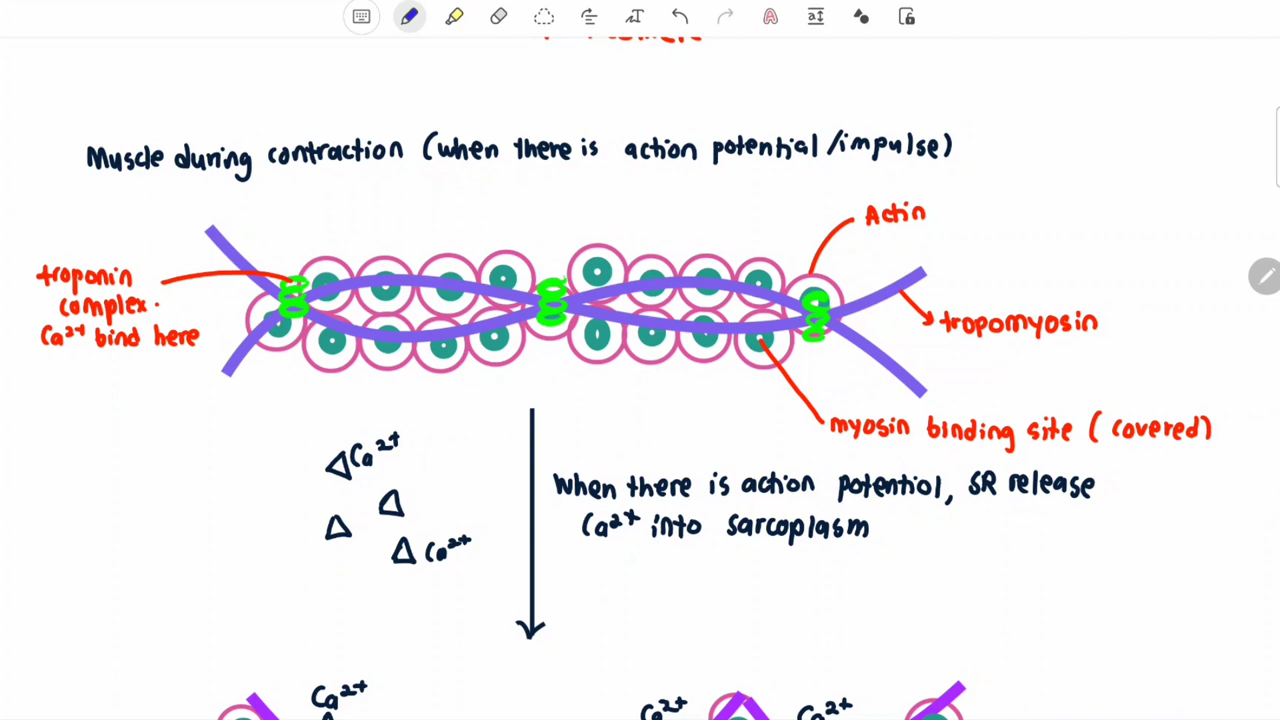 Muscle during contraction (when there is action potential/impulse)
Actin
troponin
complex.
Ca²⁺ bind here
tropomyosin
myosin binding site (covered)
Ca²⁺
When there is action potential, SR release
Ca²⁺ into sarcoplasm
Ca²⁺
Ca²⁺
Ca²⁺
Ca²⁺